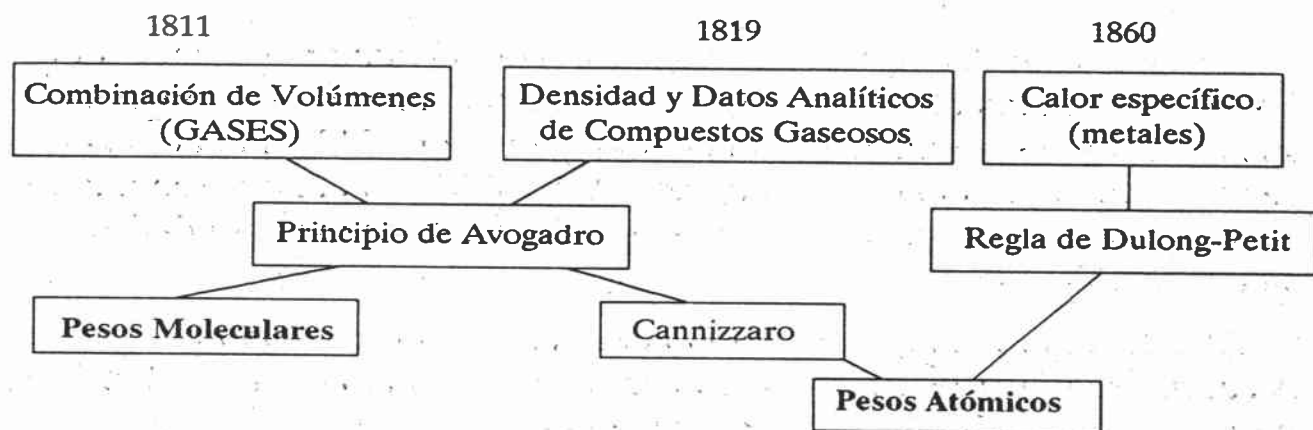 1811
1819
1860
Combinación de Volúmenes
(GASES)
Densidad y Datos Analíticos
de Compuestos Gaseosos
Calor específico.
(metales)
Principio de Avogadro
Regla de Dulong-Petit
Pesos Moleculares
Cannizzaro
Pesos Atómicos